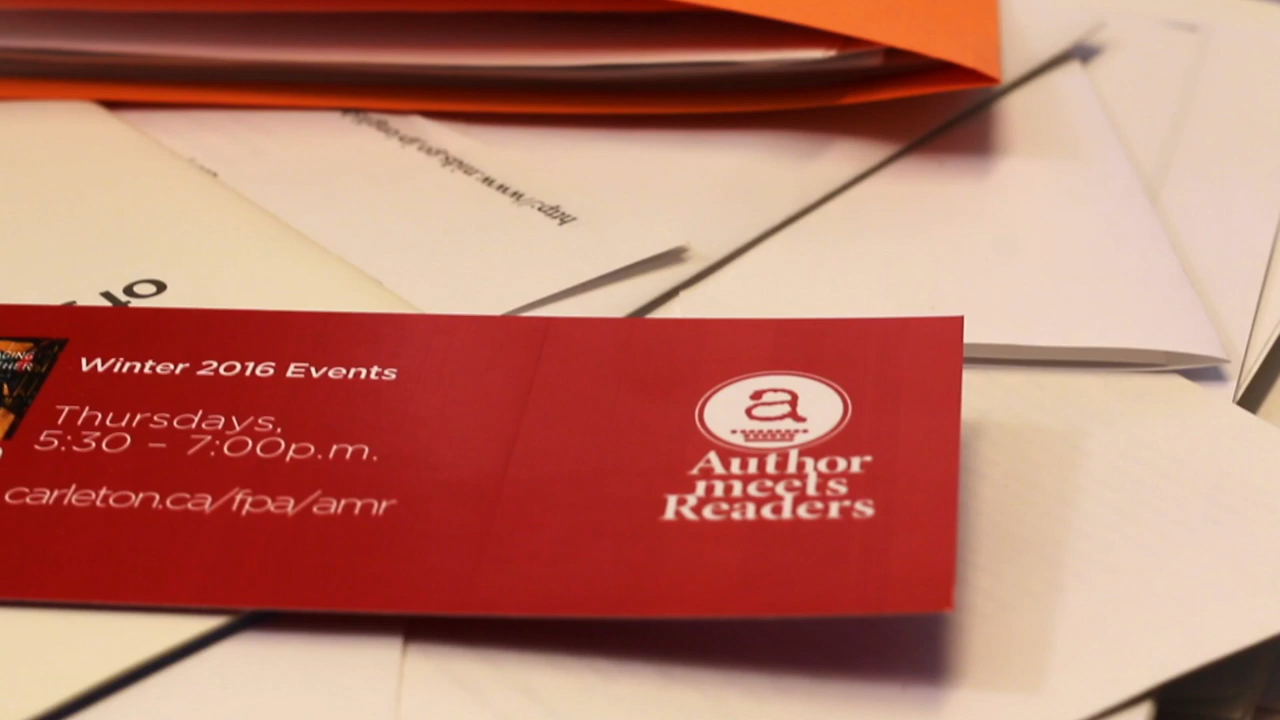 Winter 2016 Events
Thursdays,
5:30 – 7:00p.m.
carleton.ca/fpa/amr
a
Author
meets
Readers